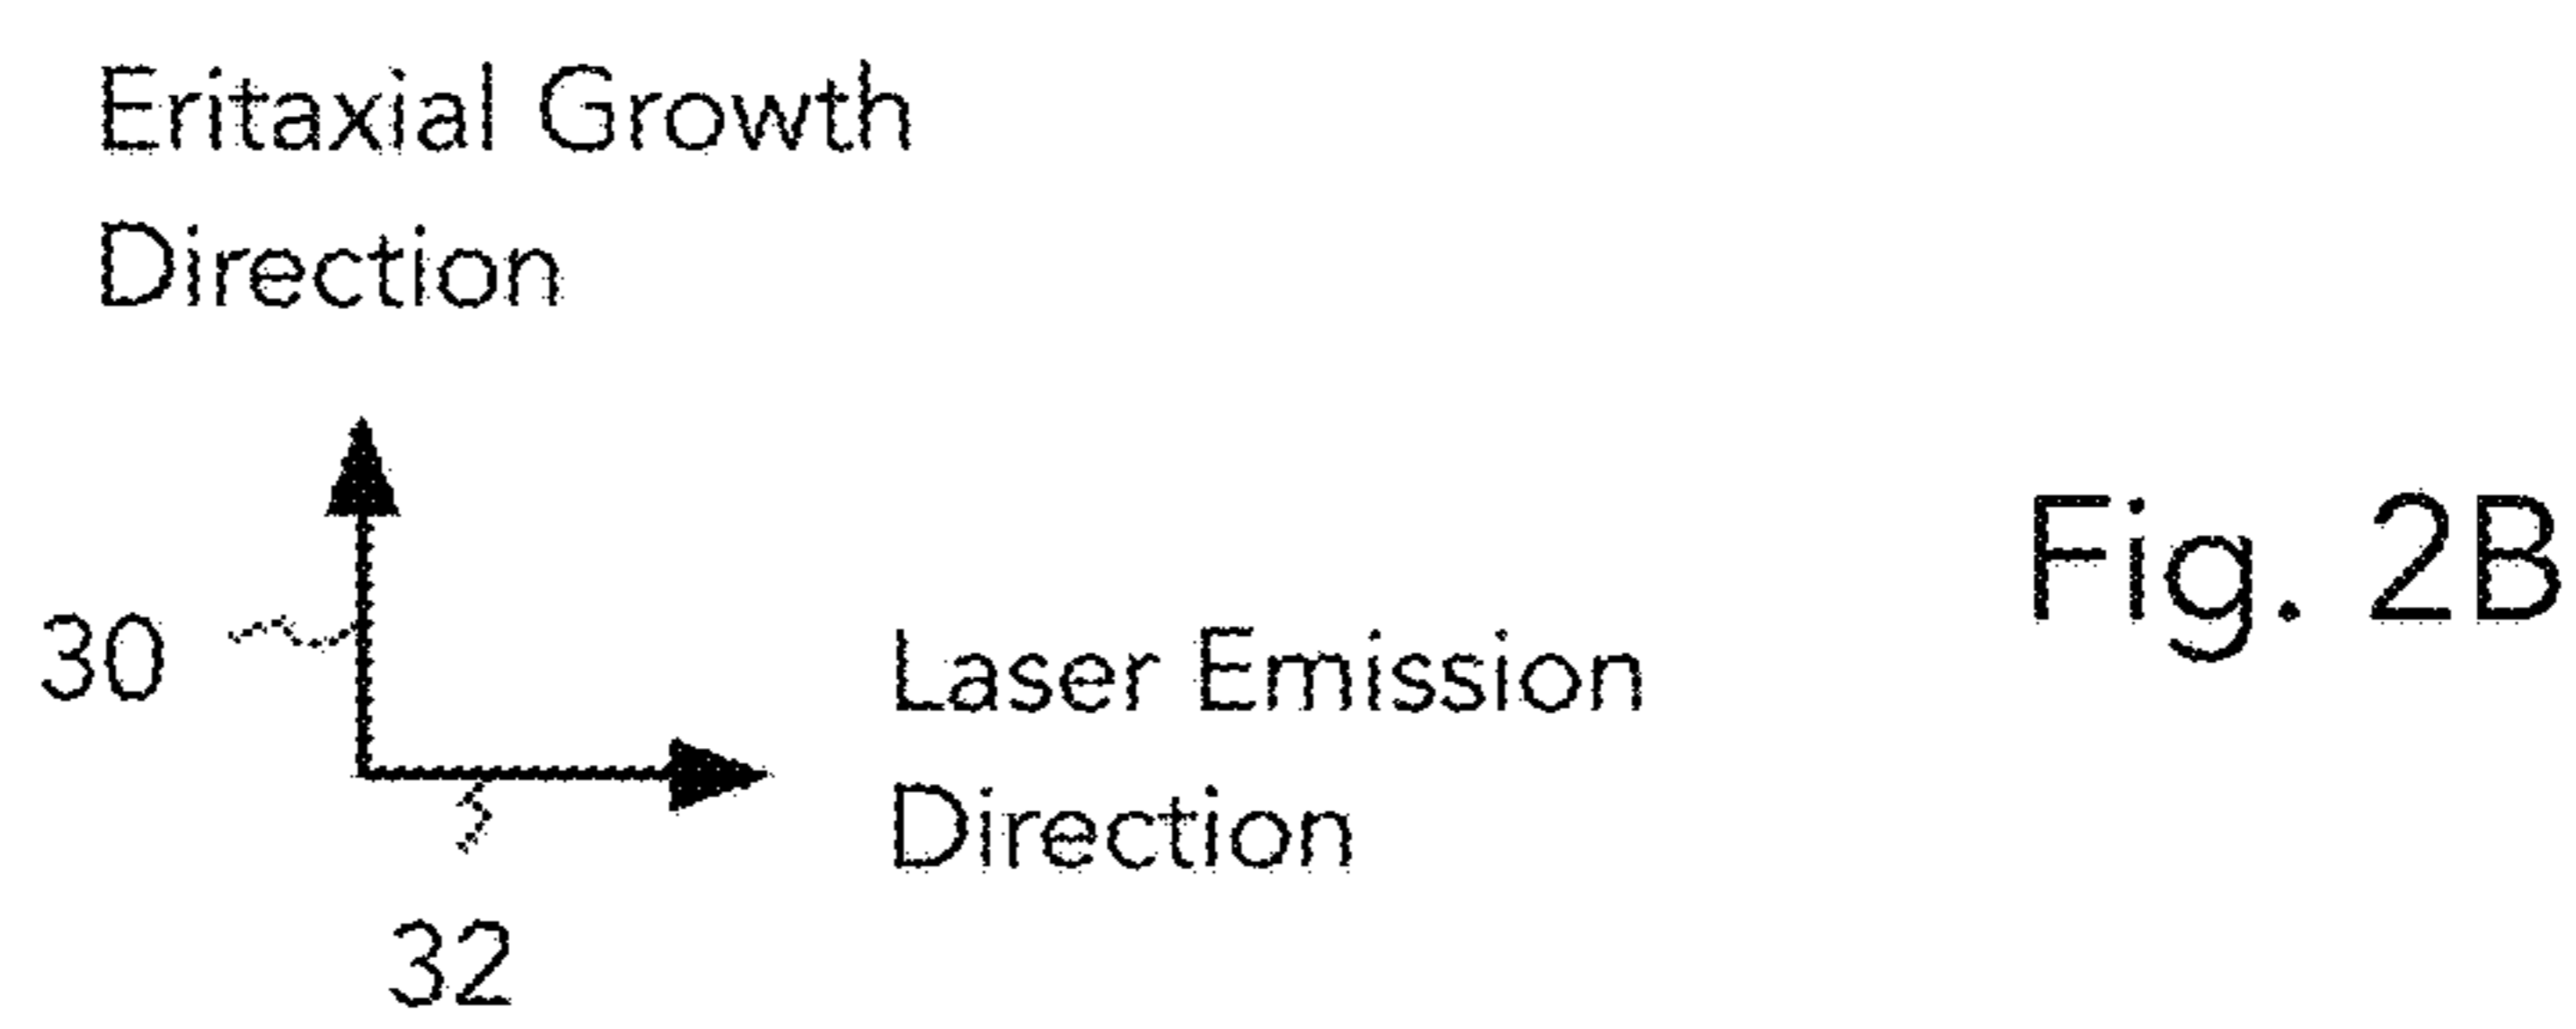 Eritaxial Growth
Direction
30
Laser Emission
Direction
32
Fig. 2B